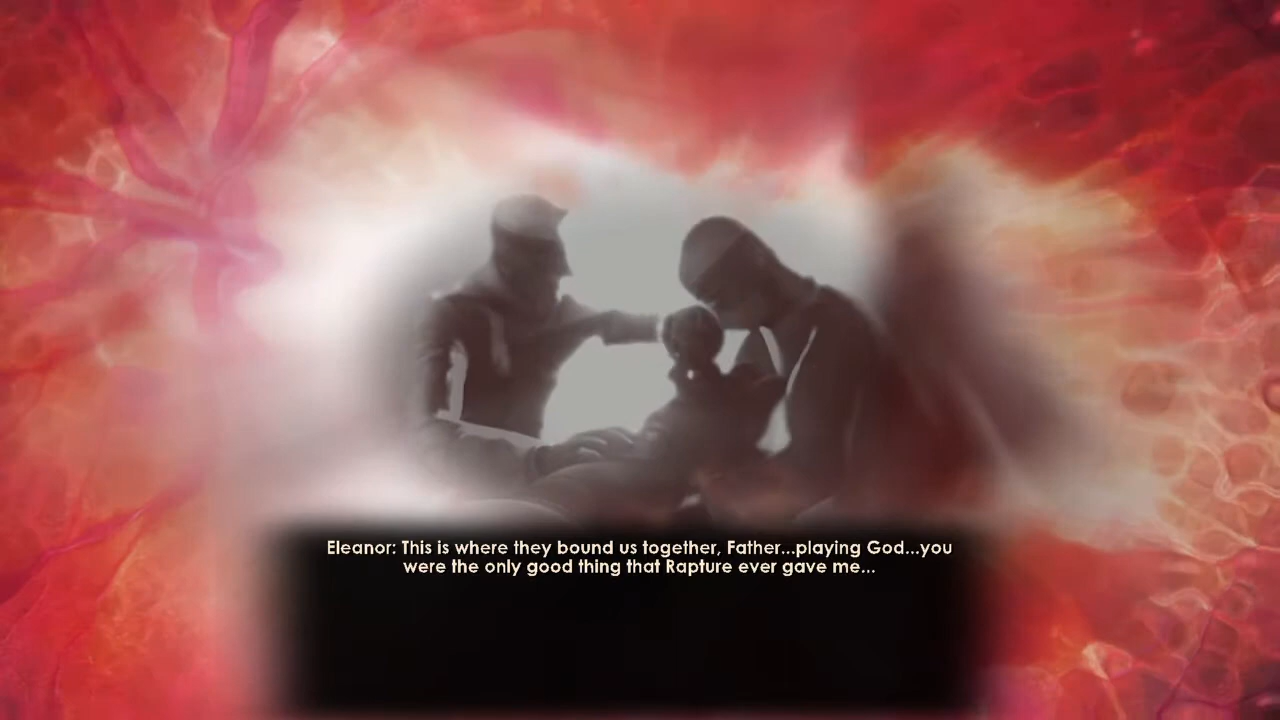 Eleanor: This is where they bound us together, Father...playing God...you
were the only good thing that Rapture ever gave me...